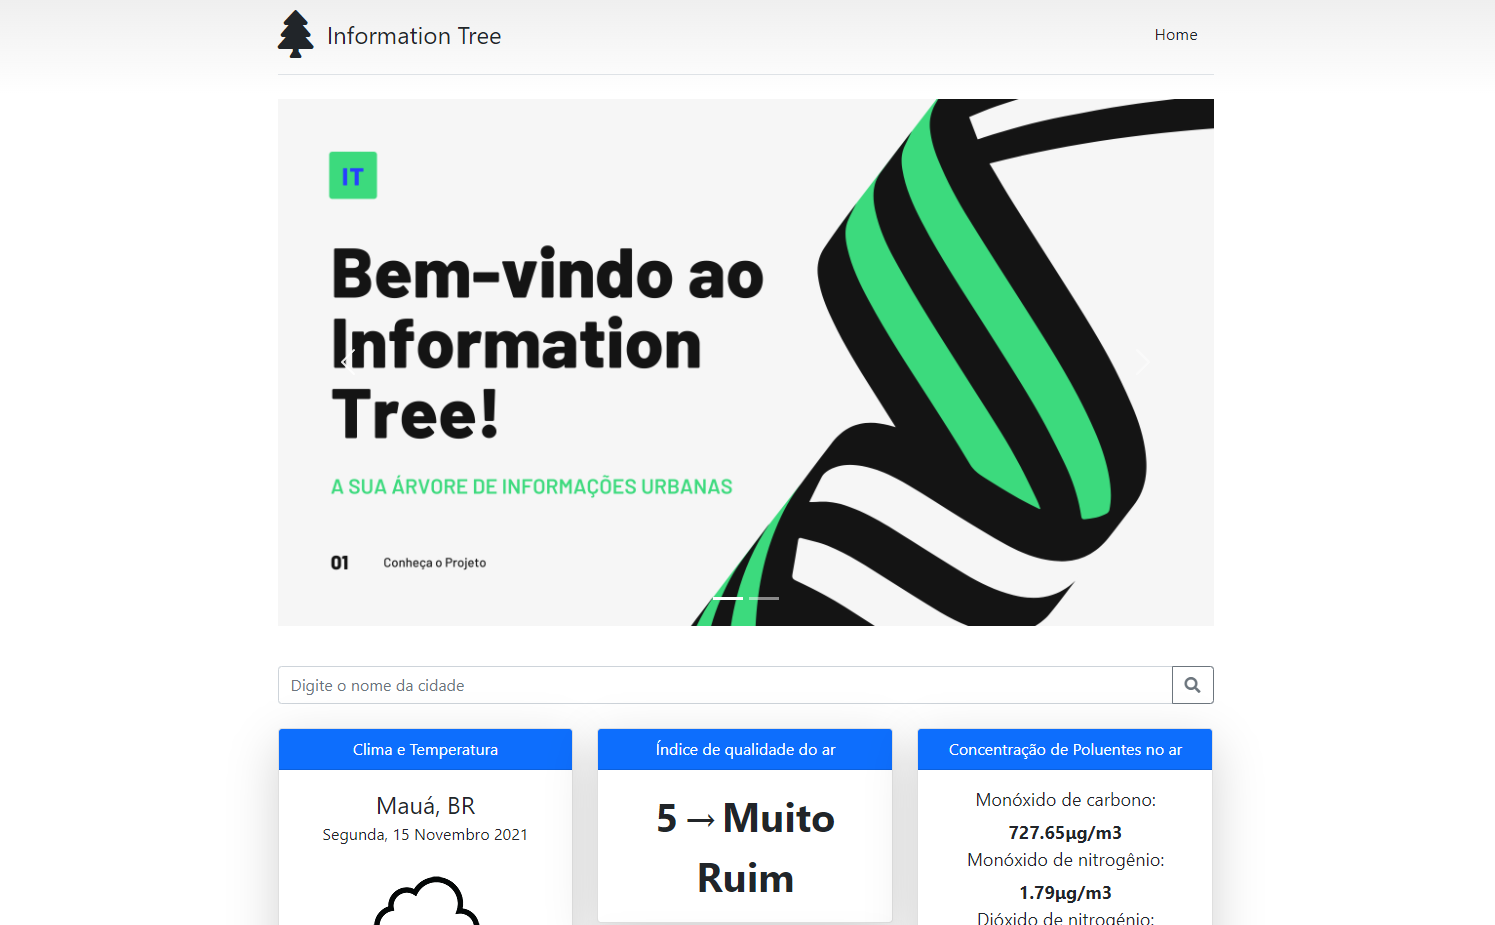 Information Tree
Home
IT
Bem-vindo ao
Information
Tree!
A SUA ÁRVORE DE INFORMAÇÕES URBANAS
01 Conheça o Projeto
Digite o nome da cidade
Clima e Temperatura
Mauá, BR
Segunda, 15 Novembro 2021
Índice de qualidade do ar
5 → Muito
Ruim
Concentração de Poluentes no ar
Monóxido de carbono:
727.65μg/m3
Monóxido de nitrogênio:
1.79μg/m3
Dióxido de nitrogénio: